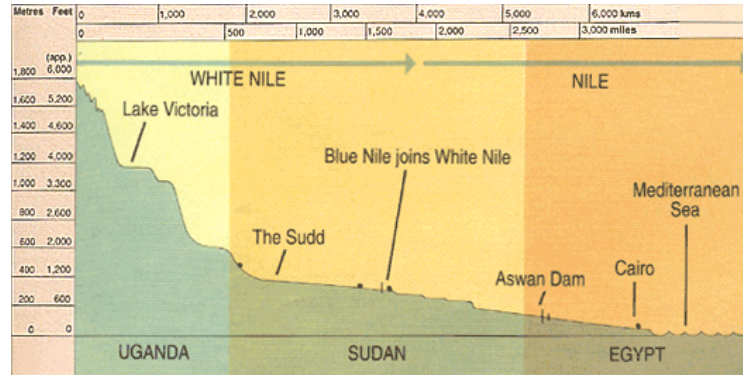 Metres Feet 0 1,000 2,000 3,000 4,000 5,000 6,000 kms
0 500 1,000 1,500 2,000 2,500 3,000 miles
(app.)
1,800 6,000
WHITE NILE NILE
1,600 5,200
Lake Victoria
1,400 4,600
Blue Nile joins White Nile
1,200 4,000
1,000 3,300
Mediterranean
Sea
800 2,600
The Sudd
600 2,000
Aswan Dam Cairo
400 1,200
200 600
0 0
UGANDA SUDAN EGYPT